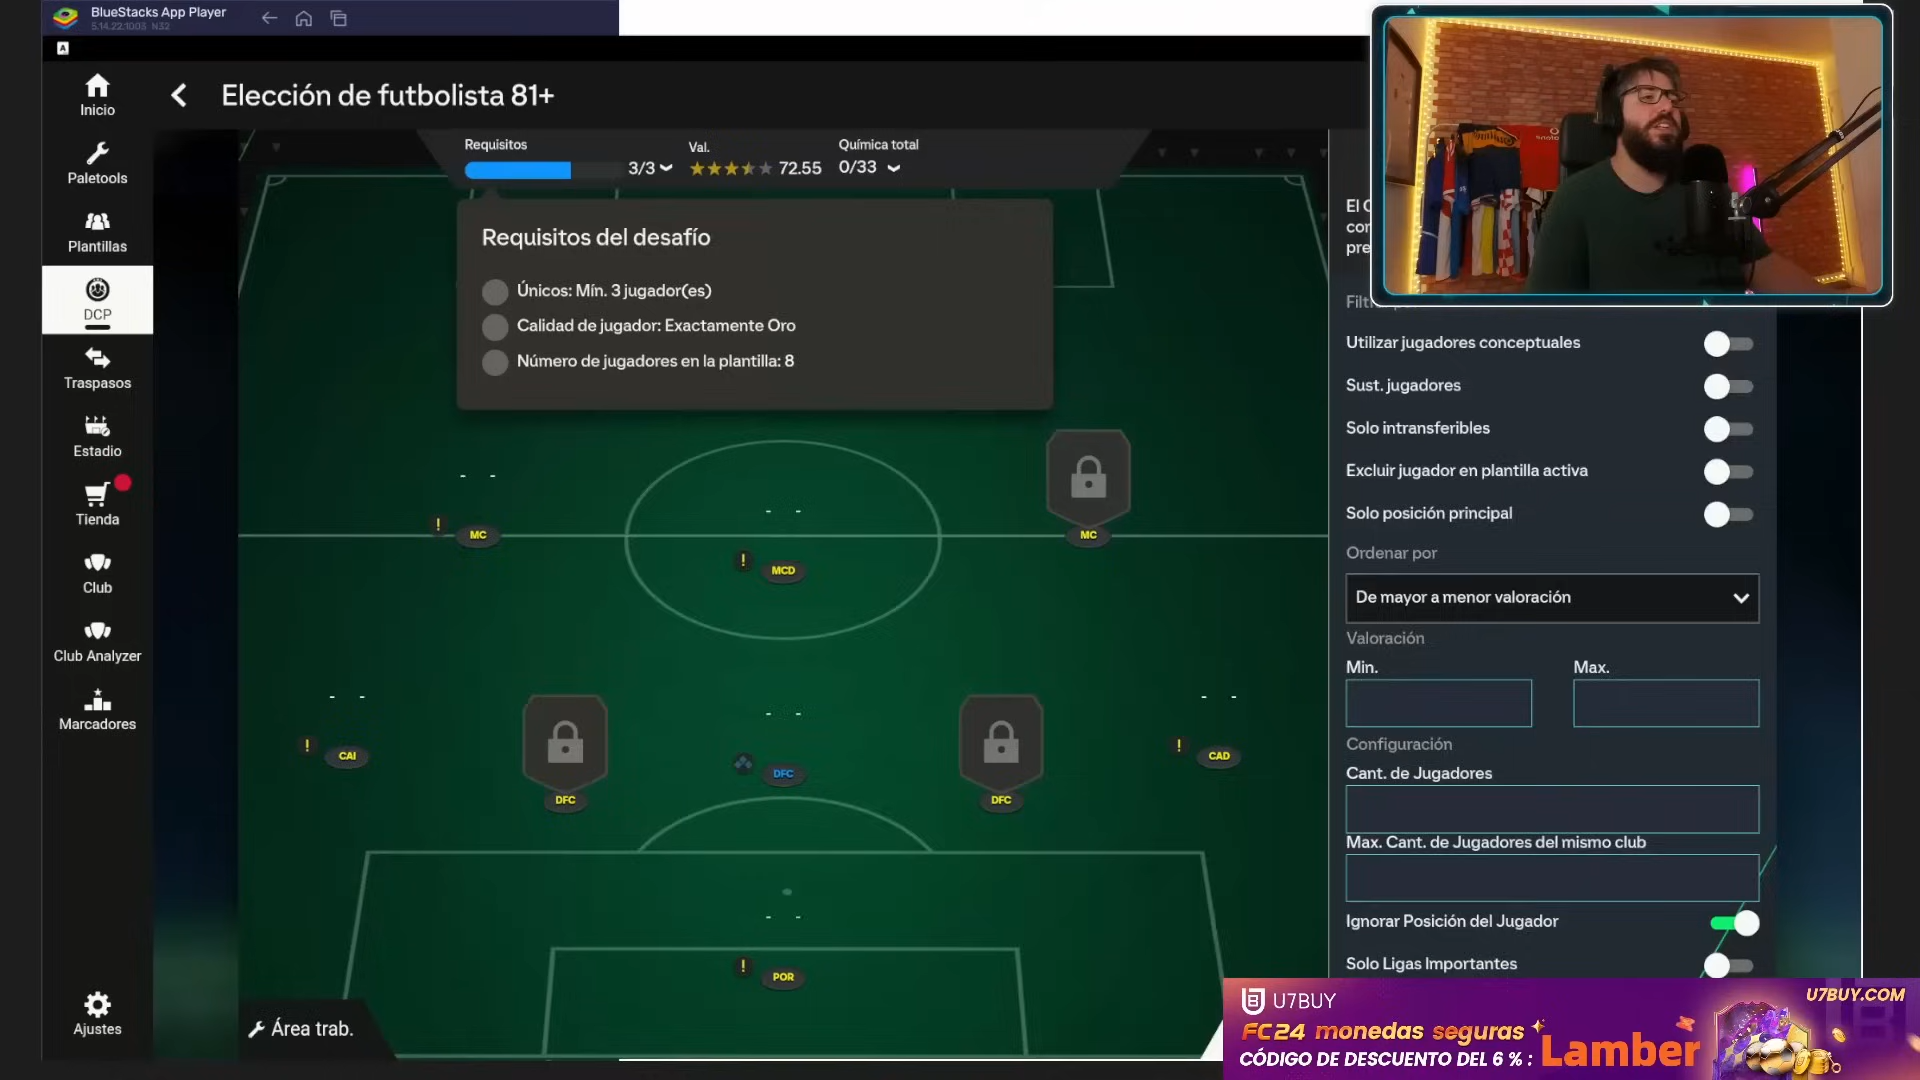 BlueStacks App Player
5.14.22.1003 N32
A
Inicio
Paletools
Plantillas
DCP
Traspasos
Estadio
Tienda
Club
Club Analyzer
Marcadores
Ajustes
Elección de futbolista 81+
Requisitos
3/3
Val.
72.55
Química total
0/33
Requisitos del desafío
Únicos: Mín. 3 jugador(es)
Calidad de jugador: Exactamente Oro
Número de jugadores en la plantilla: 8
- -
! MC
- -
! MCD
MC
- -
! CAI
DFC
- -
DFC
DFC
- -
! CAD
- -
! POR
Área trab.
El
Utilizar jugadores conceptuales
Sust. jugadores
Solo intransferibles
Excluir jugador en plantilla activa
Solo posición principal
Ordenar por
De mayor a menor valoración
Valoración
Min.
Max.
Configuración
Cant. de Jugadores
Max. Cant. de Jugadores del mismo club
Ignorar Posición del Jugador
Solo Ligas Importantes
U7BUY
U7BUY.COM
FC24 monedas seguras
CÓDIGO DE DESCUENTO DEL 6 % : Lamber